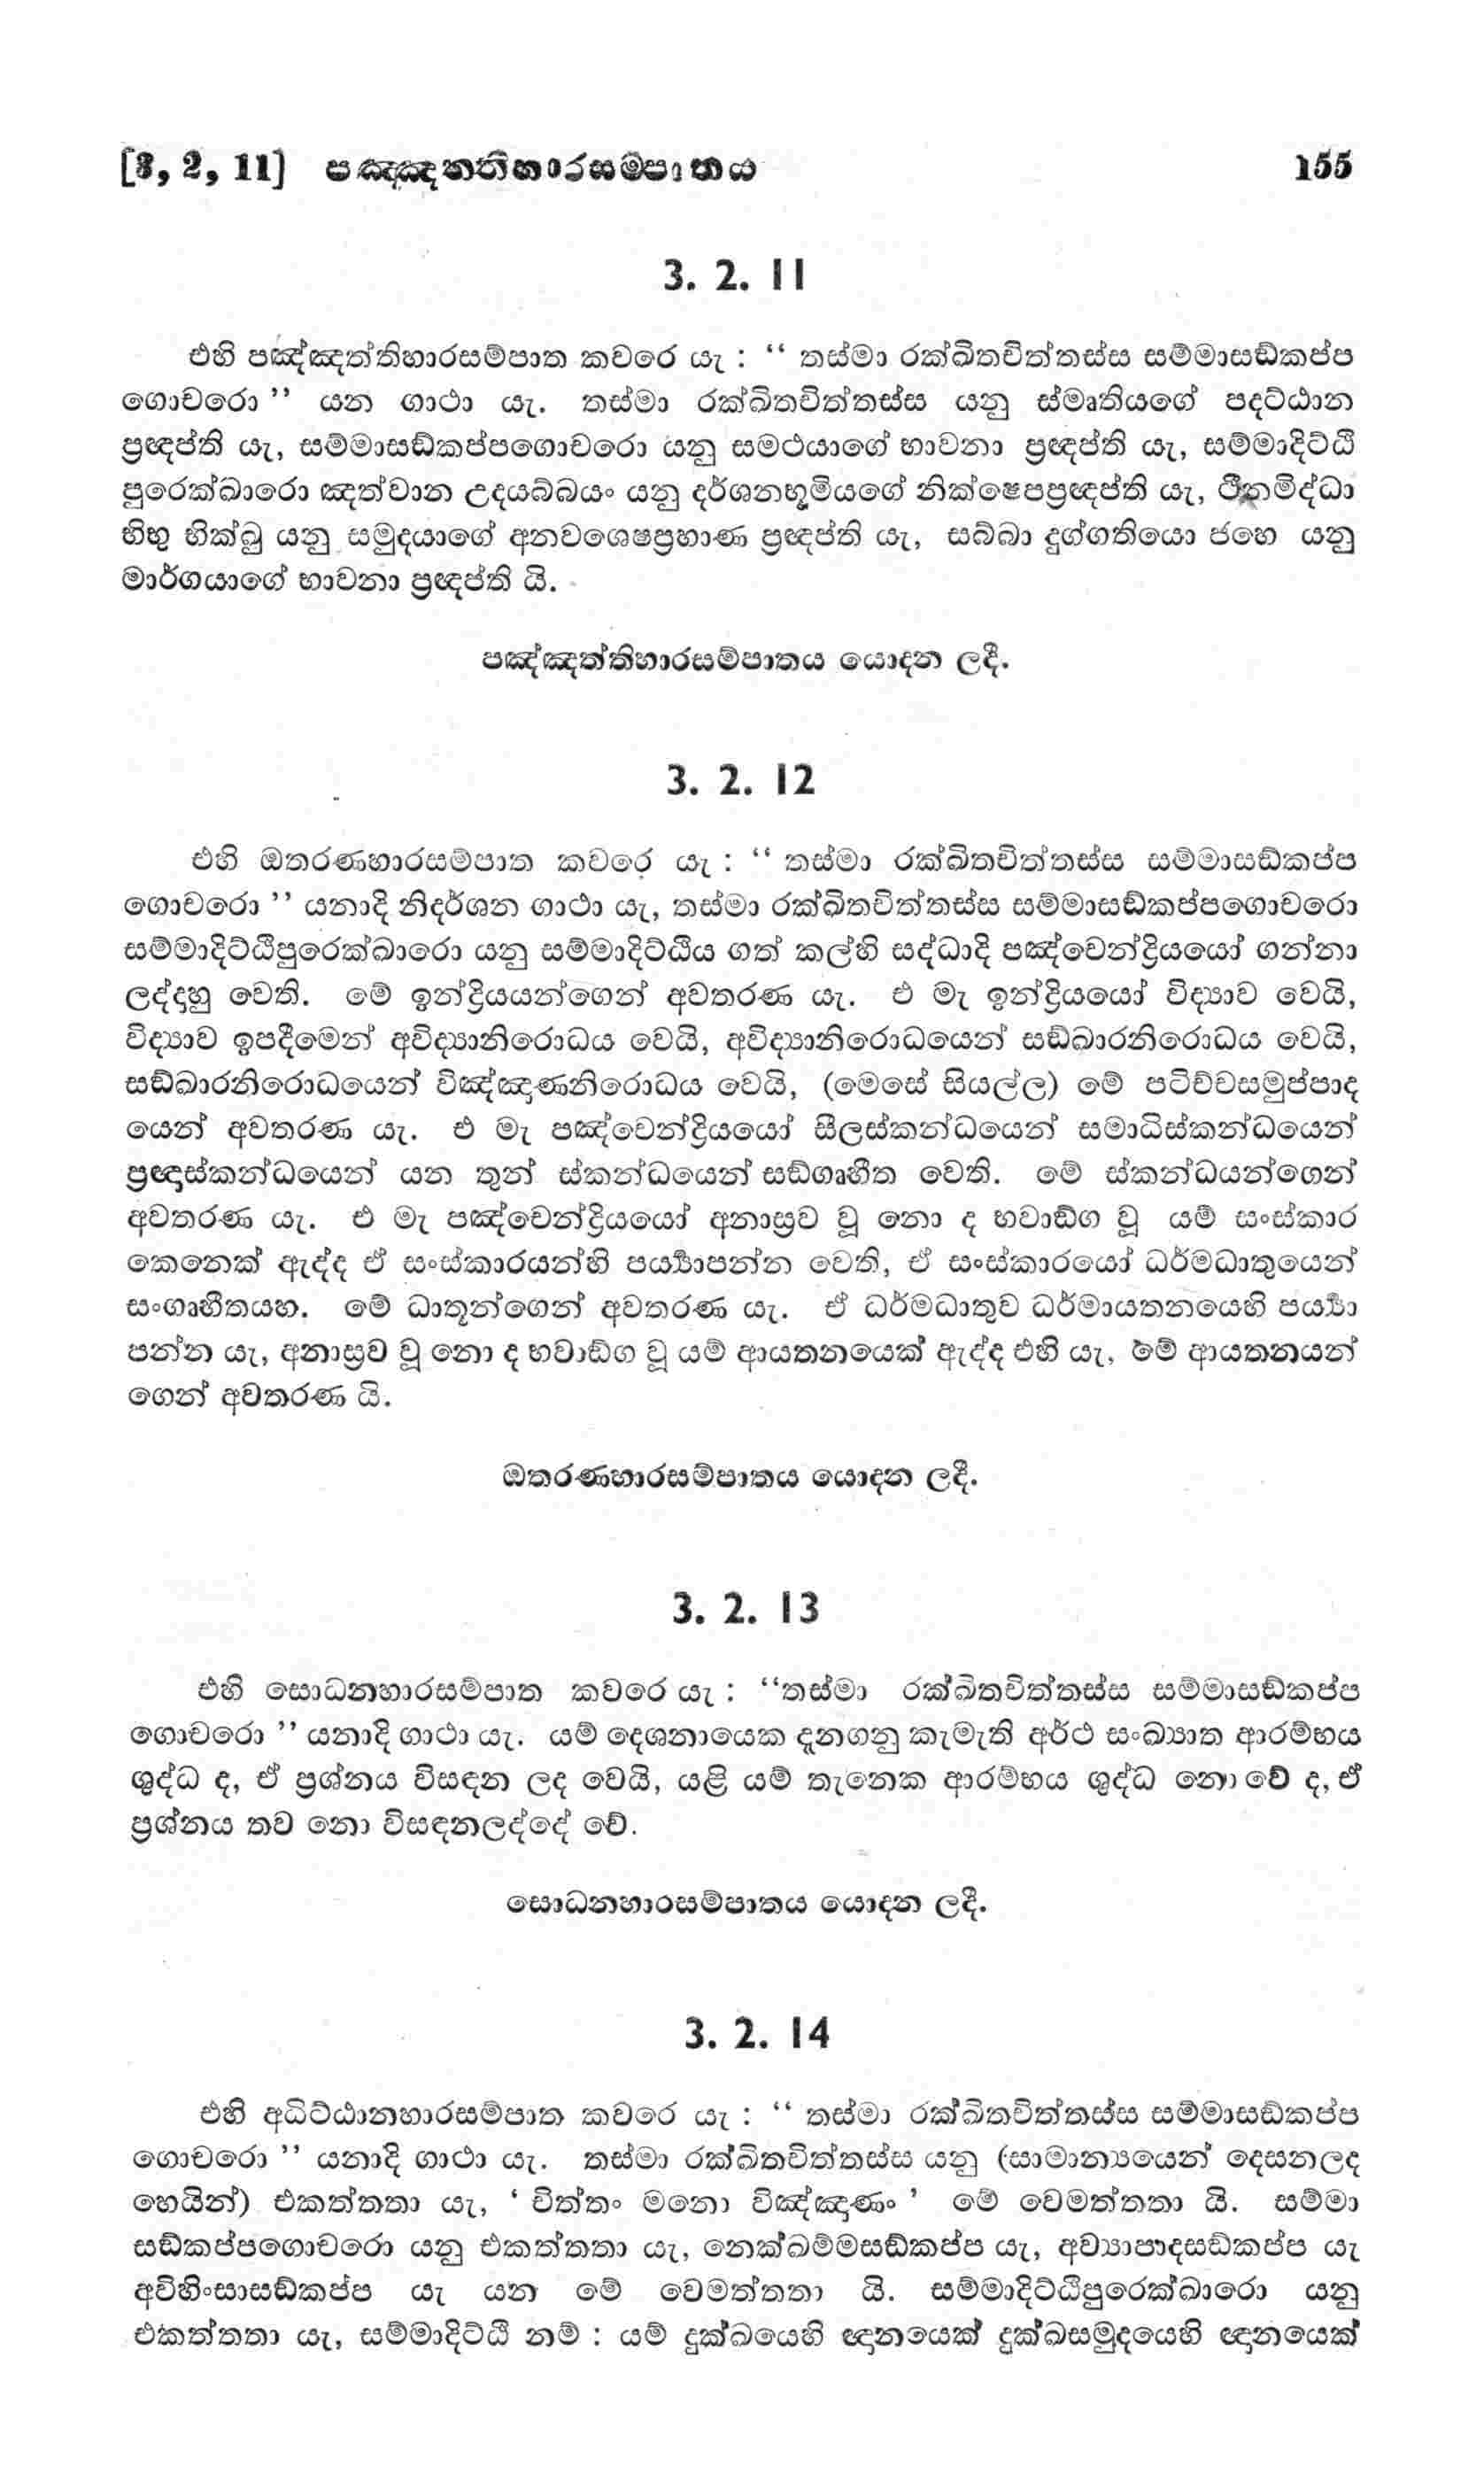 [3, 2, 11] පඤ්ඤත්තිහාරසම්පාතය 155
3. 2. 11
එහි පඤ්ඤත්තිහාරසම්පාත කවරෙ යැ : “ තස්මා රක්ඛිතචිත්තස්ස සම්මාසඞ්කප්ප
ගොචරො ” යන ගාථා යැ. තස්මා රක්ඛිතචිත්තස්ස යනු ස්මෘතියගේ පදට්ඨාන
ප්‍රඥප්ති යැ, සම්මාසඞ්කප්පගොචරො යනු සමථයාගේ භාවනා ප්‍රඥප්ති යැ, සම්මාදිට්ඨි
පුරෙක්ඛාරො ඤත්වාන උදයබ්බයං යනු දර්ශනභූමියගේ නික්ෂෙපප්‍රඥප්ති යැ, ථීනමිද්ධා
භිභු භික්ඛු යනු සමුදයාගේ අනවශෙෂප්‍රහාණ ප්‍රඥප්ති යැ, සබ්බා දුග්ගතියො ජහෙ යනු
මාර්ගයාගේ භාවනා ප්‍රඥප්ති යි.
පඤ්ඤත්තිහාරසම්පාතය යොදන ලදී.
3. 2. 12
එහි ඔතරණහාරසම්පාත කවරෙ යැ : “ තස්මා රක්ඛිතචිත්තස්ස සම්මාසඞ්කප්ප
ගොචරො ” යනාදි නිදර්ශන ගාථා යැ, තස්මා රක්ඛිතචිත්තස්ස සම්මාසඞ්කප්පගොචරො
සම්මාදිට්ඨිපුරෙක්ඛාරො යනු සම්මාදිට්ඨිය ගත් කල්හි සද්ධාදි පඤ්චෙන්ද්‍රියයෝ ගන්නා
ලද්දාහු වෙති. මේ ඉන්ද්‍රියයන්ගෙන් අවතරණ යැ. එ මැ ඉන්ද්‍රියයෝ විද්‍යාව වෙයි,
විද්‍යාව ඉපදීමෙන් අවිද්‍යානිරොධය වෙයි, අවිද්‍යානිරොධයෙන් සඞ්ඛාරනිරොධය වෙයි,
සඞ්ඛාරනිරොධයෙන් විඤ්ඤාණනිරොධය වෙයි, (මෙසේ සියල්ල) මේ පටිච්චසමුප්පාද
යෙන් අවතරණ යැ. එ මැ පඤ්චෙන්ද්‍රියයෝ සීලස්කන්ධයෙන් සමාධිස්කන්ධයෙන්
ප්‍රඥාස්කන්ධයෙන් යන තුන් ස්කන්ධයෙන් සඞ්ගෘහීත වෙති. මේ ස්කන්ධයන්ගෙන්
අවතරණ යැ. එ මැ පඤ්චෙන්ද්‍රියයෝ අනාස්‍රව වූ නො ද භවාඞ්ග වූ යම් සංස්කාර
කෙනෙක් ඇද්ද ඒ සංස්කාරයන්හි පර්‍ය්‍යාපන්න වෙති, ඒ සංස්කාරයෝ ධර්මධාතුයෙන්
සංගෘහීතයහ. මේ ධාතූන්ගෙන් අවතරණ යැ. ඒ ධර්මධාතුව ධර්මායතනයෙහි පර්‍ය්‍යා
පන්න යැ, අනාස්‍රව වූ නො ද භවාඞ්ග වූ යම් ආයතනයෙක් ඇද්ද එහි යැ, මේ ආයතනයන්
ගෙන් අවතරණ යි.
ඔතරණහාරසම්පාතය යොදන ලදී.
3. 2. 13
එහි සොධනහාරසම්පාත කවරෙ යැ : “තස්මා රක්ඛිතචිත්තස්ස සම්මාසඞ්කප්ප
ගොචරො ” යනාදි ගාථා යැ. යම් දෙශනායෙක දැනගනු කැමැති අර්ථ සංඛ්‍යාත ආරම්භය
ශුද්ධ ද, ඒ ප්‍රශ්නය විසඳන ලද වෙයි, යළි යම් තැනෙක ආරම්භය ශුද්ධ නො වේ ද, ඒ
ප්‍රශ්නය තව නො විසඳනලද්දේ වේ.
සොධනහාරසම්පාතය යොදන ලදී.
3. 2. 14
එහි අධිට්ඨානහාරසම්පාත කවරෙ යැ : “ තස්මා රක්ඛිතචිත්තස්ස සම්මාසඞ්කප්ප
ගොචරො ” යනාදි ගාථා යැ. තස්මා රක්ඛිතචිත්තස්ස යනු (සාමාන්‍යයෙන් දෙසනලද
හෙයින්) එකත්තතා යැ, ‘ චිත්තං මනො විඤ්ඤාණං ’ මේ වෙමත්තතා යි. සම්මා
සඞ්කප්පගොචරො යනු එකත්තතා යැ, නෙක්ඛම්මසඞ්කප්ප යැ, අව්‍යාපාදසඞ්කප්ප යැ
අවිහිංසාසඞ්කප්ප යැ යන මේ වෙමත්තතා යි. සම්මාදිට්ඨිපුරෙක්ඛාරො යනු
එකත්තතා යැ, සම්මාදිට්ඨි නම් : යම් දුක්ඛයෙහි ඥානයෙක් දුක්ඛසමුදයෙහි ඥානයෙක්